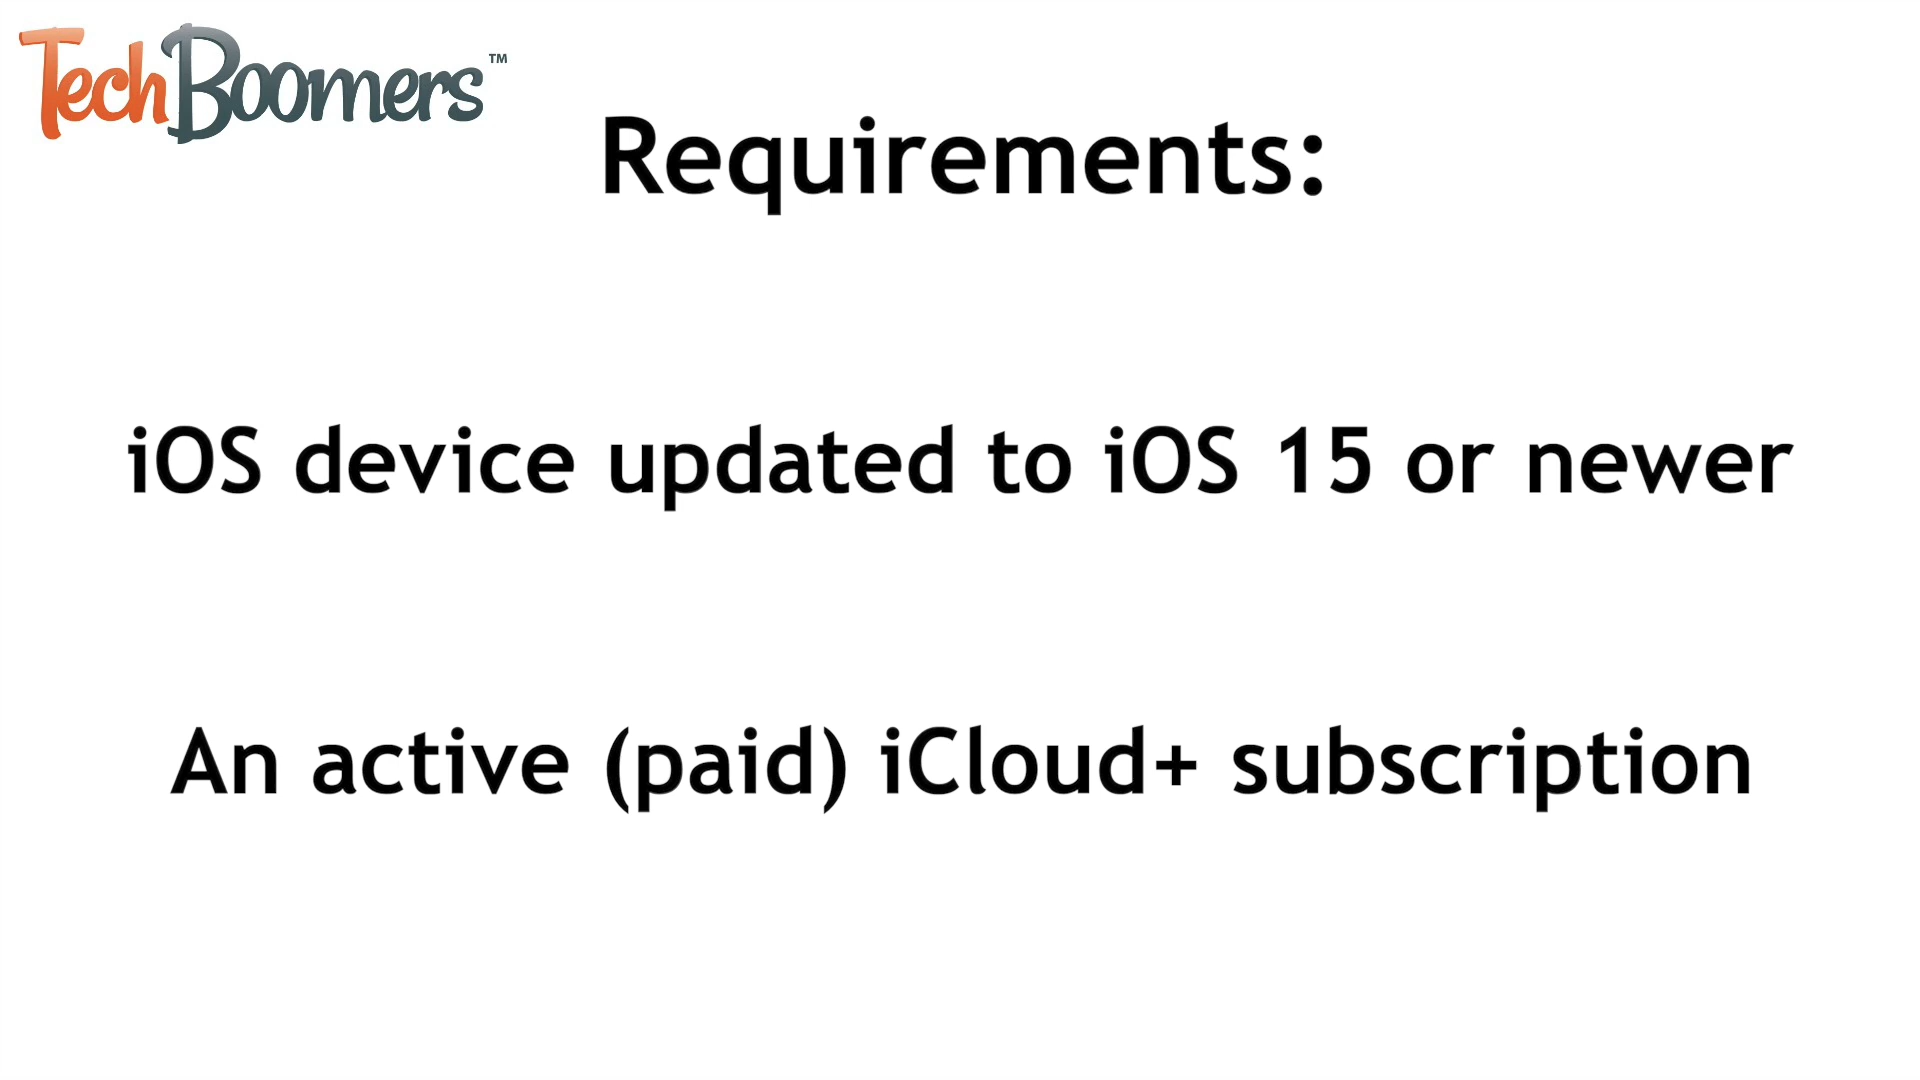 TechBoomers™
Requirements:
iOS device updated to iOS 15 or newer
An active (paid) iCloud+ subscription